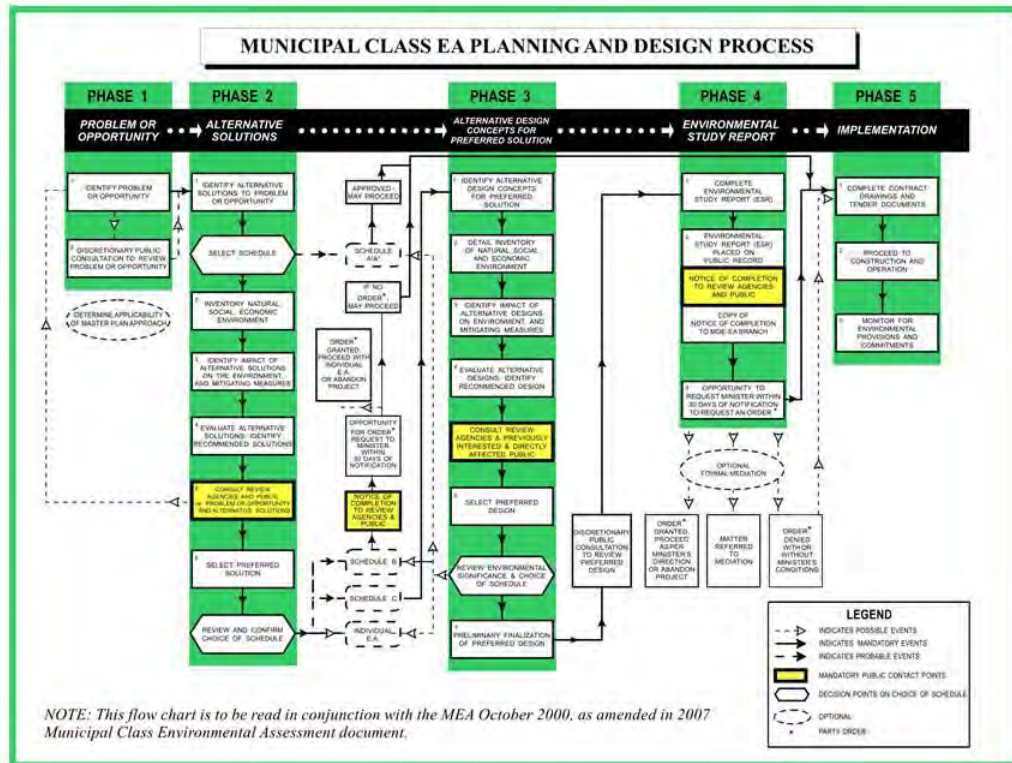 MUNICIPAL CLASS EA PLANNING AND DESIGN PROCESS
PHASE 1
PROBLEM OR
OPPORTUNITY
PHASE 2
ALTERNATIVE
SOLUTIONS
PHASE 3
ALTERNATIVE DESIGN
CONCEPTS FOR
PREFERRED SOLUTION
PHASE 4
ENVIRONMENTAL
STUDY REPORT
PHASE 5
IMPLEMENTATION
IDENTIFY PROBLEM
OR OPPORTUNITY
DISCRETIONARY PUBLIC
CONSULTATION TO REVIEW
PROBLEM OR OPPORTUNITY
DETERMINE APPLICABILITY
OF MASTER PLAN APPROACH
IDENTIFY ALTERNATIVE
SOLUTIONS TO PROBLEM
OR OPPORTUNITY
SELECT SCHEDULE
INVENTORY NATURAL,
SOCIAL, ECONOMIC
ENVIRONMENT
IDENTIFY IMPACT OF
ALTERNATIVE SOLUTIONS
ON THE ENVIRONMENT,
AND MITIGATING MEASURES
EVALUATE ALTERNATIVE
SOLUTIONS: IDENTIFY
RECOMMENDED SOLUTIONS
CONSULT REVIEW
AGENCIES AND PUBLIC
PROBLEM OR OPPORTUNITY
AND ALTERNATIVE SOLUTIONS
SELECT PREFERRED
SOLUTION
REVIEW AND CONFIRM
CHOICE OF SCHEDULE
APPROVED -
MAY PROCEED
SCHEDULE
A/A+
IF NO
ORDER*,
MAY PROCEED
ORDER*
GRANTED,
PROCEED WITH
INDIVIDUAL
E.A.
OR ABANDON
PROJECT
OPPORTUNITY
FOR ORDER*
REQUEST TO
MINISTER
WITHIN
30 DAYS OF
NOTIFICATION
NOTICE OF
COMPLETION
TO REVIEW
AGENCIES &
PUBLIC
SCHEDULE B
SCHEDULE C
INDIVIDUAL
E.A.
IDENTIFY ALTERNATIVE
DESIGN CONCEPTS
FOR PREFERRED
SOLUTION
DETAIL INVENTORY
OF NATURAL, SOCIAL
AND ECONOMIC
ENVIRONMENT
IDENTIFY IMPACT OF
ALTERNATIVE DESIGNS
ON ENVIRONMENT, AND
MITIGATING MEASURES
EVALUATE ALTERNATIVE
DESIGNS: IDENTIFY
RECOMMENDED DESIGN
CONSULT REVIEW
AGENCIES & PREVIOUSLY
INTERESTED & DIRECTLY
AFFECTED PUBLIC
SELECT PREFERRED
DESIGN
REVIEW ENVIRONMENTAL
SIGNIFICANCE & CHOICE
OF SCHEDULE
PRELIMINARY FINALIZATION
OF PREFERRED DESIGN
DISCRETIONARY
PUBLIC
CONSULTATION
TO REVIEW
PREFERRED
DESIGN
COMPLETE
ENVIRONMENTAL
STUDY REPORT (ESR)
ENVIRONMENTAL
STUDY REPORT (ESR)
PLACED ON
PUBLIC RECORD
NOTICE OF COMPLETION
TO REVIEW AGENCIES
AND PUBLIC
COPY OF
NOTICE OF COMPLETION
TO MOE-EA BRANCH
OPPORTUNITY TO
REQUEST MINISTER WITHIN
30 DAYS OF NOTIFICATION
TO REQUEST AN ORDER*
OPTIONAL
FORMAL MEDIATION
ORDER*
GRANTED,
PROCEED
AS PER
MINISTER'S
DIRECTION
OR ABANDON
PROJECT
MATTER
REFERRED
TO
MEDIATION
ORDER*
DENIED
WITH OR
WITHOUT
MINISTER'S
CONDITIONS
COMPLETE CONTRACT
DRAWINGS AND
TENDER DOCUMENTS
PROCEED TO
CONSTRUCTION AND
OPERATION
MONITOR FOR
ENVIRONMENTAL
PROVISIONS AND
COMMITMENTS
LEGEND
INDICATES POSSIBLE EVENTS
INDICATES MANDATORY EVENTS
INDICATES PROBABLE EVENTS
MANDATORY PUBLIC CONTACT POINTS
DECISION POINTS ON CHOICE OF SCHEDULE
OPTIONAL
* PARTY ORDER
NOTE: This flow chart is to be read in conjunction with the MEA October 2000, as amended in 2007
Municipal Class Environmental Assessment document.